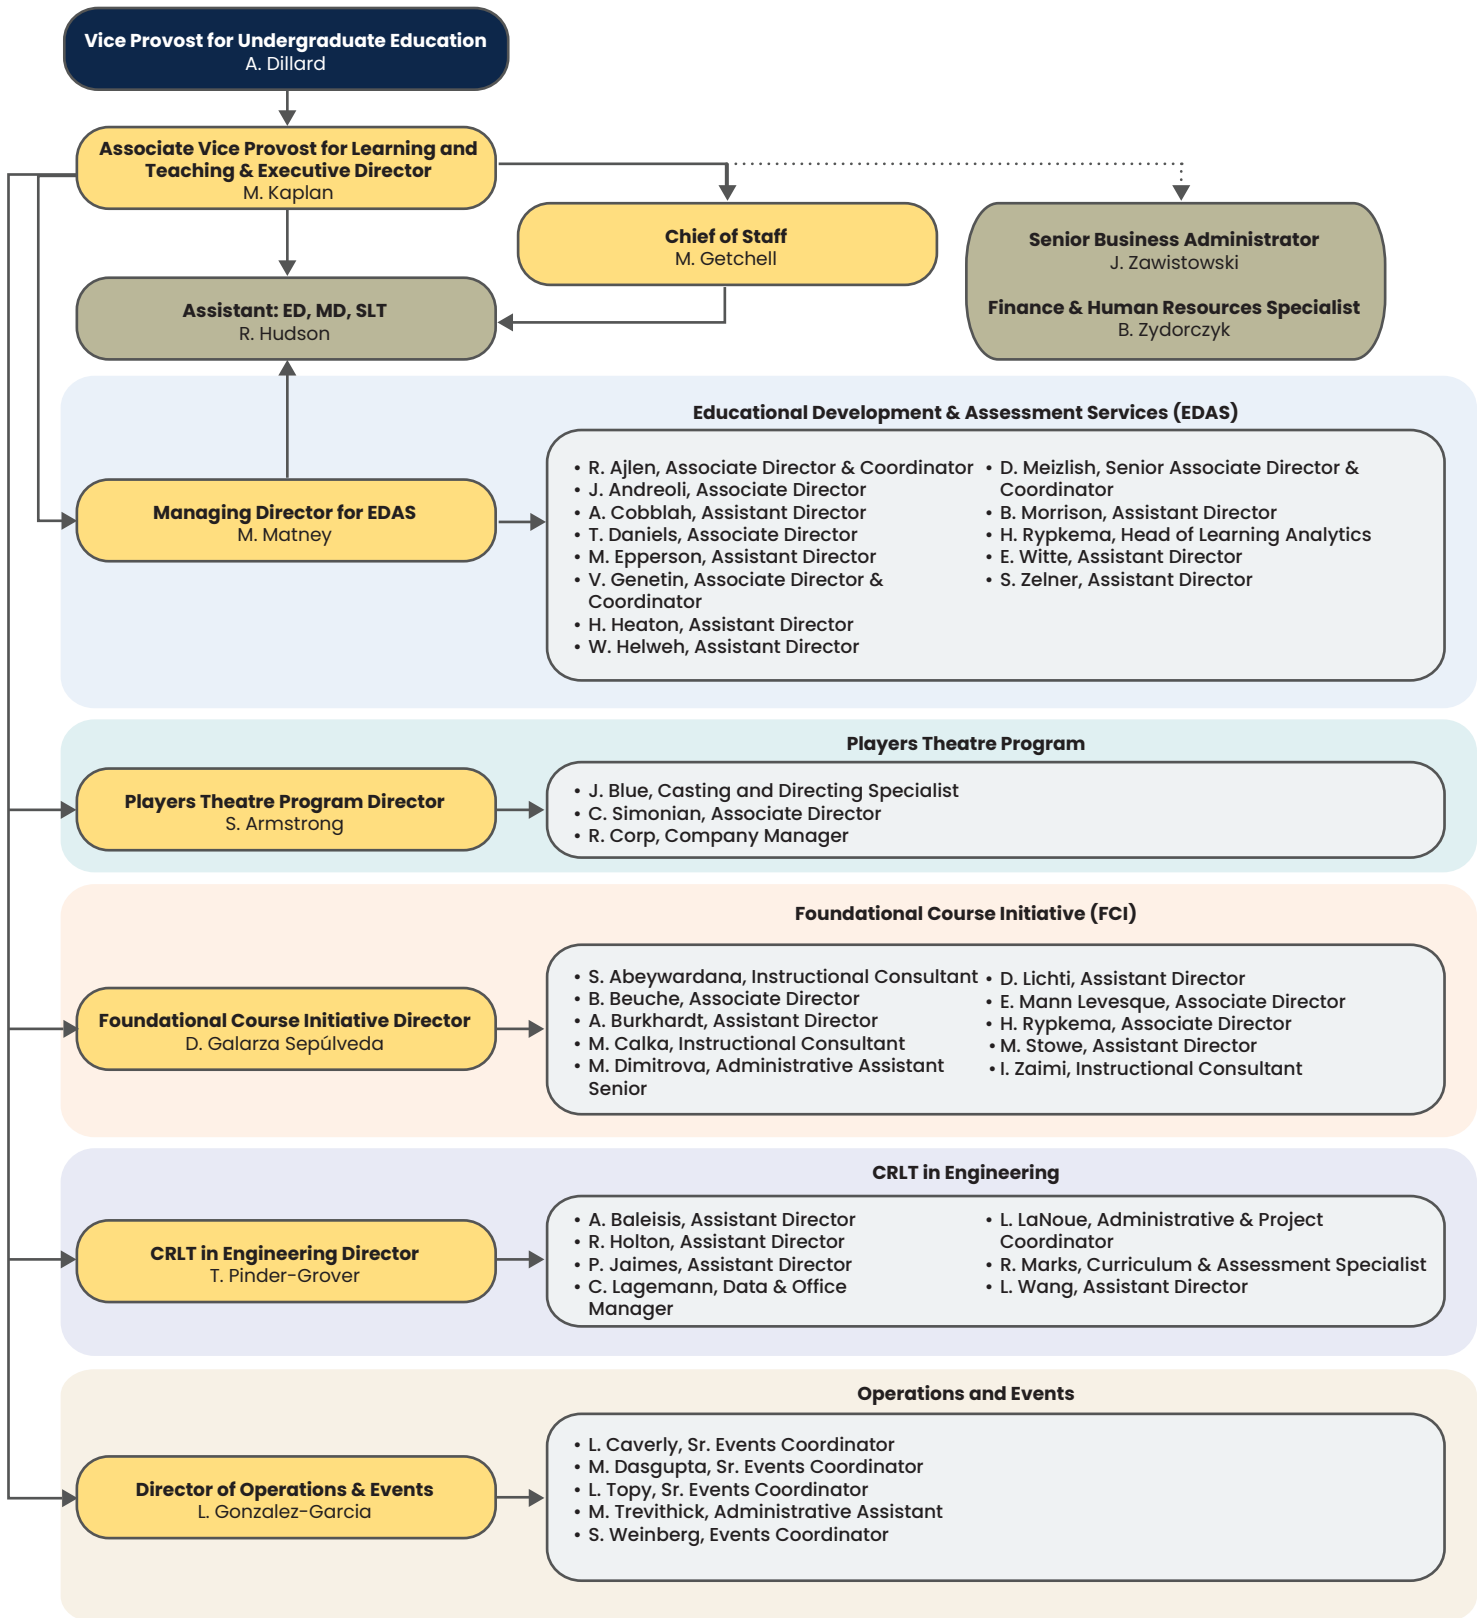 Vice Provost for Undergraduate Education
A. Dillard
Associate Vice Provost for Learning and
Teaching & Executive Director
M. Kaplan
Chief of Staff
M. Getchell
Senior Business Administrator
J. Zawistowski
Finance & Human Resources Specialist
B. Zydorczyk
Assistant: ED, MD, SLT
R. Hudson
Educational Development & Assessment Services (EDAS)
Managing Director for EDAS
M. Matney
• R. Ajlen, Associate Director & Coordinator
• J. Andreoli, Associate Director
• A. Cobblah, Assistant Director
• T. Daniels, Associate Director
• M. Epperson, Assistant Director
• V. Genetin, Associate Director &
Coordinator
• H. Heaton, Assistant Director
• W. Helweh, Assistant Director
• D. Meizlish, Senior Associate Director &
Coordinator
• B. Morrison, Assistant Director
• H. Rypkema, Head of Learning Analytics
• E. Witte, Assistant Director
• S. Zelner, Assistant Director
Players Theatre Program
Players Theatre Program Director
S. Armstrong
• J. Blue, Casting and Directing Specialist
• C. Simonian, Associate Director
• R. Corp, Company Manager
Foundational Course Initiative (FCI)
Foundational Course Initiative Director
D. Galarza Sepúlveda
• S. Abeywardana, Instructional Consultant
• B. Beuche, Associate Director
• A. Burkhardt, Assistant Director
• M. Calka, Instructional Consultant
• M. Dimitrova, Administrative Assistant
Senior
• D. Lichti, Assistant Director
• E. Mann Levesque, Associate Director
• H. Rypkema, Associate Director
• M. Stowe, Assistant Director
• I. Zaimi, Instructional Consultant
CRLT in Engineering
CRLT in Engineering Director
T. Pinder-Grover
• A. Baleisis, Assistant Director
• R. Holton, Assistant Director
• P. Jaimes, Assistant Director
• C. Lagemann, Data & Office
Manager
• L. LaNoue, Administrative & Project
Coordinator
• R. Marks, Curriculum & Assessment Specialist
• L. Wang, Assistant Director
Operations and Events
Director of Operations & Events
L. Gonzalez-Garcia
• L. Caverly, Sr. Events Coordinator
• M. Dasgupta, Sr. Events Coordinator
• L. Topy, Sr. Events Coordinator
• M. Trevithick, Administrative Assistant
• S. Weinberg, Events Coordinator